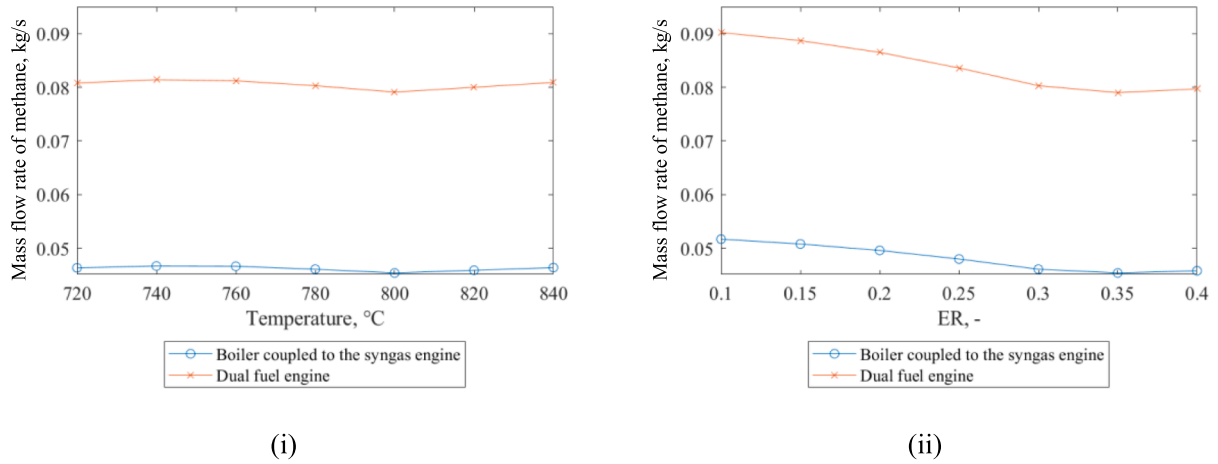 Mass flow rate of methane, kg/s
0.09
0.08
0.07
0.06
0.05
720 740 760 780 800 820 840
Temperature, °C
Boiler coupled to the syngas engine
Dual fuel engine
(i)
Mass flow rate of methane, kg/s
0.09
0.08
0.07
0.06
0.05
0.1 0.15 0.2 0.25 0.3 0.35 0.4
ER, -
Boiler coupled to the syngas engine
Dual fuel engine
(ii)